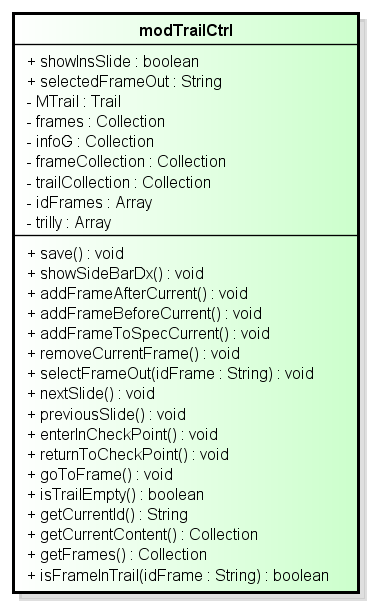 modTrailCtrl
+ showInsSlide : boolean
+ selectedFrameOut : String
- MTrail : Trail
- frames : Collection
- infoG : Collection
- frameCollection : Collection
- trailCollection : Collection
- idFrames : Array
- trilly : Array
+ save() : void
+ showSideBarDx() : void
+ addFrameAfterCurrent() : void
+ addFrameBeforeCurrent() : void
+ addFrameToSpecCurrent() : void
+ removeCurrentFrame() : void
+ selectFrameOut(idFrame : String) : void
+ nextSlide() : void
+ previousSlide() : void
+ enterInCheckPoint() : void
+ returnToCheckPoint() : void
+ goToFrame() : void
+ isTrailEmpty() : boolean
+ getCurrentId() : String
+ getCurrentContent() : Collection
+ getFrames() : Collection
+ isFrameInTrail(idFrame : String) : boolean